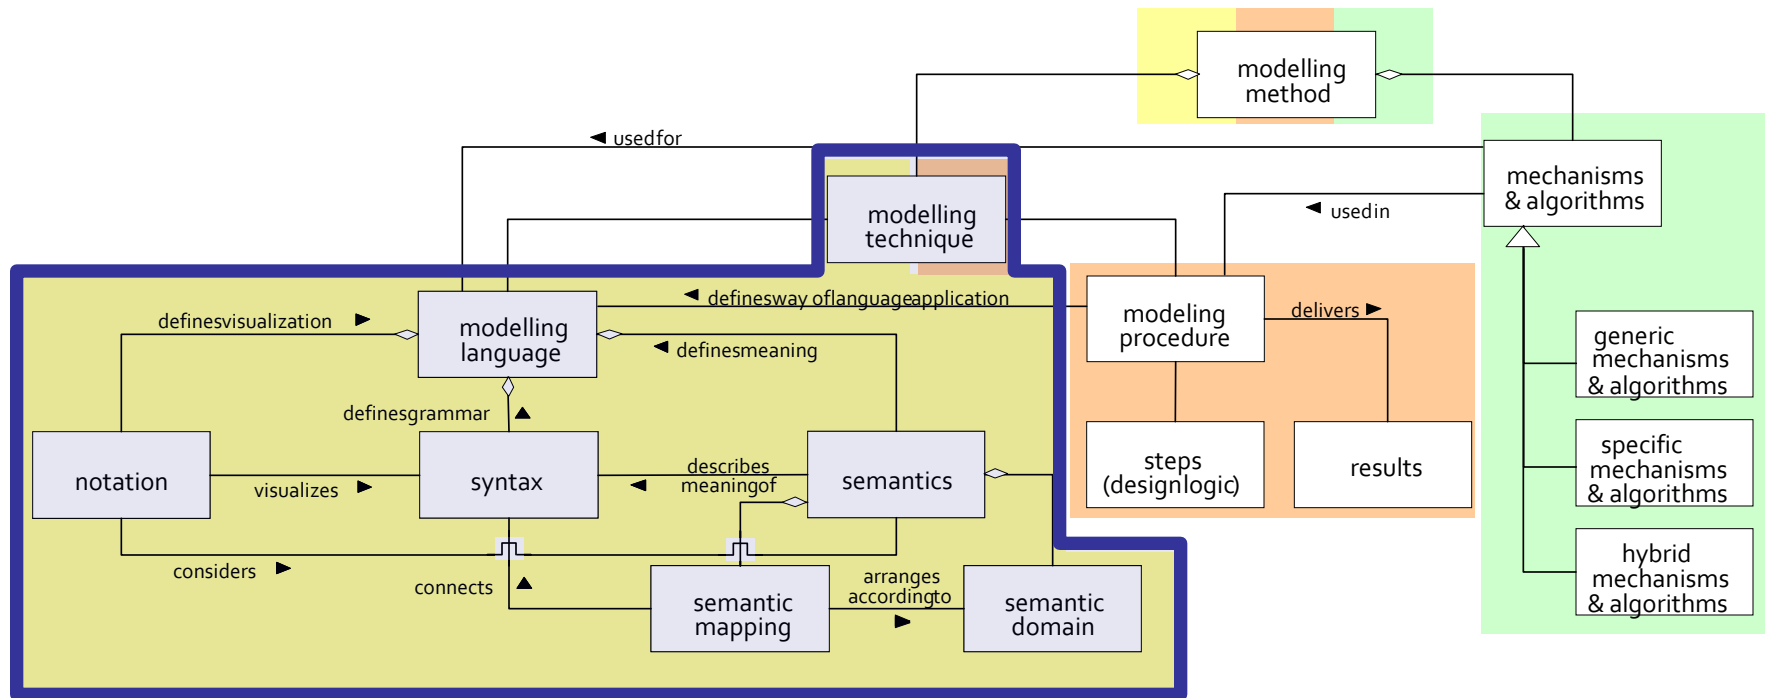 modelling
method
usedfor
mechanisms
& algorithms
modelling
technique
usedin
definesway oflanguageapplication
modeling
procedure
delivers
definesvisualization
modelling
language
definesmeaning
generic
mechanisms
& algorithms
definesgrammar
notation
visualizes
syntax
describes
meaningof
semantics
steps
(designlogic)
results
specific
mechanisms
& algorithms
considers
connects
semantic
mapping
arranges
accordingto
semantic
domain
hybrid
mechanisms
& algorithms